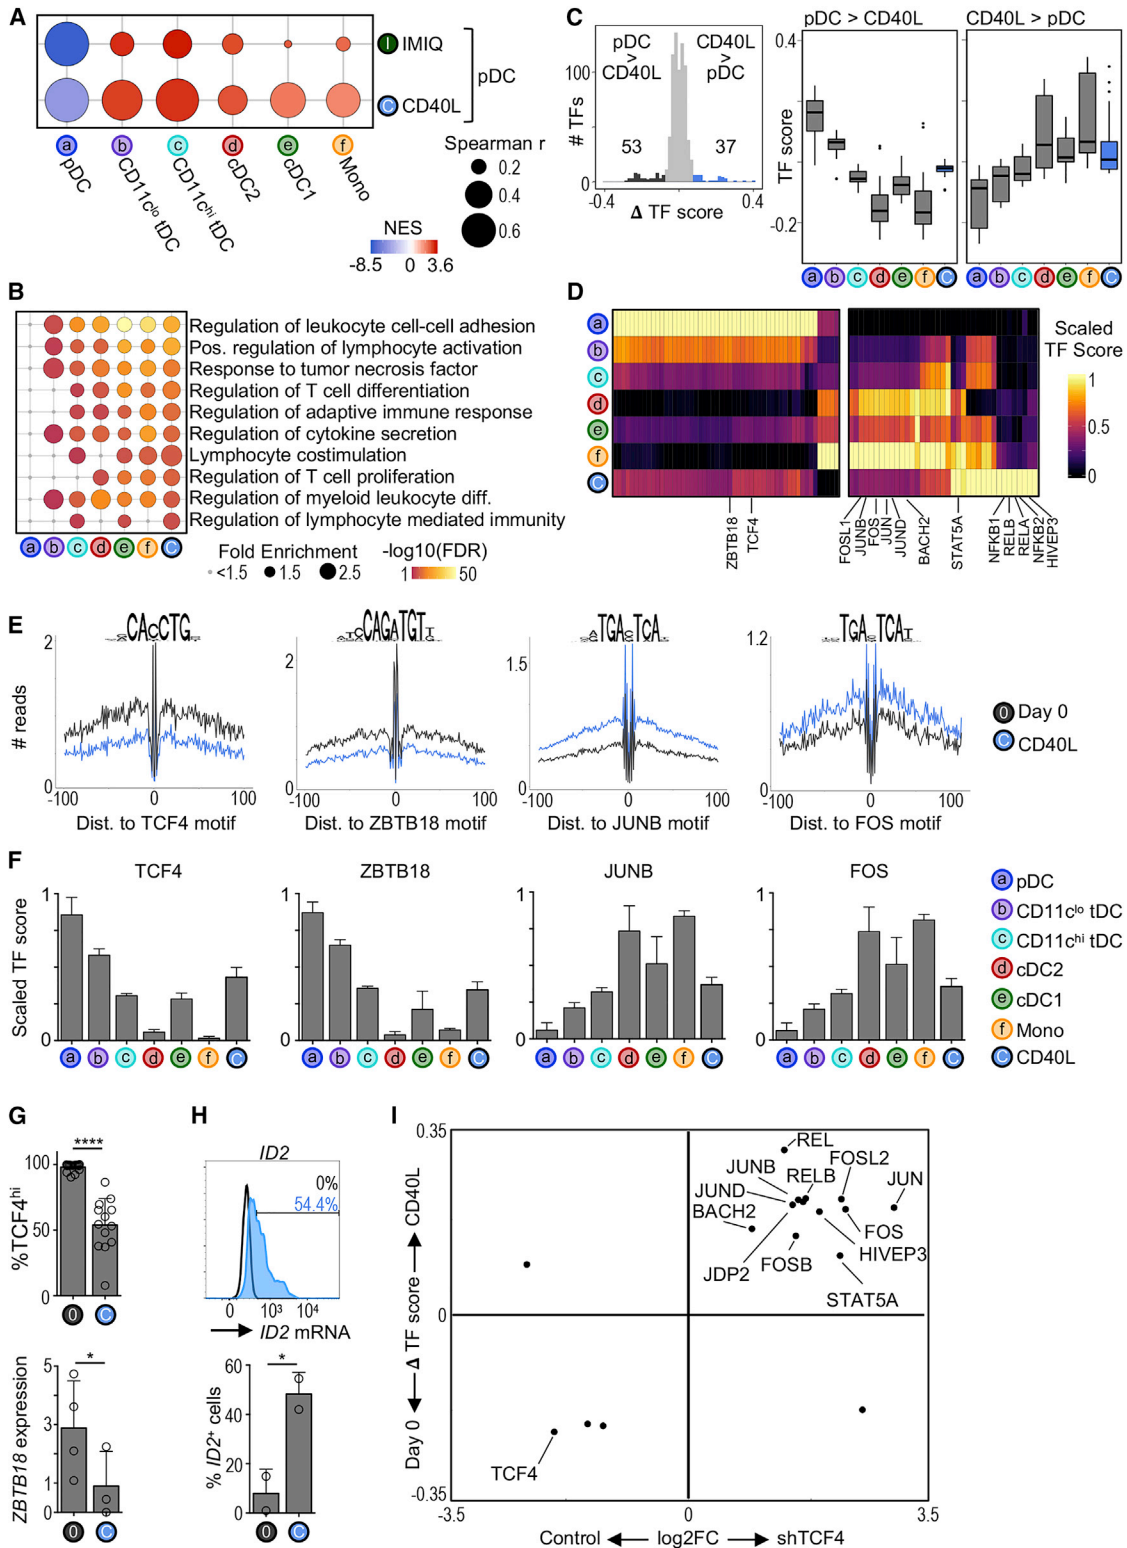 A
I IMIQ
C CD40L
pDC
a b c d e f
pDC
CD11clo tDC
CD11chi tDC
cDC2
cDC1
Mono
Spearman r
0.2
0.4
0.6
NES
-8.5 0 3.6
B
Regulation of leukocyte cell-cell adhesion
Pos. regulation of lymphocyte activation
Response to tumor necrosis factor
Regulation of T cell differentiation
Regulation of adaptive immune response
Regulation of cytokine secretion
Lymphocyte costimulation
Regulation of T cell proliferation
Regulation of myeloid leukocyte diff.
Regulation of lymphocyte mediated immunity
a b c d e f C
Fold Enrichment
<1.5 1.5 2.5
-log10(FDR)
1 50
C
pDC > CD40L
CD40L > pDC
# TFs
100
0
53
37
-0.4 0.4
Δ TF score
TF score
0.4
-0.2
pDC > CD40L
CD40L > pDC
a b c d e f C
a b c d e f C
D
a
b
c
d
e
f
C
ZBTB18
TCF4
FOSL1
JUNB
FOS
JUN
JUND
BACH2
STAT5A
NFKB1
RELB
RELA
NFKB2
HIVEP3
Scaled
TF Score
1
0.5
0
E
# reads
CACCTG
2
0
-100 0 100
Dist. to TCF4 motif
CAGATGT
2
0
-100 0 100
Dist. to ZBTB18 motif
TGACTCA
1.5
0
-100 0 100
Dist. to JUNB motif
TGACTCA
1.2
0
-100 0 100
Dist. to FOS motif
0 Day 0
C CD40L
F
Scaled TF score
TCF4
1
0
a b c d e f C
ZBTB18
1
0
a b c d e f C
JUNB
1
0
a b c d e f C
FOS
1
0
a b c d e f C
a pDC
b CD11clo tDC
c CD11chi tDC
d cDC2
e cDC1
f Mono
C CD40L
G
****
%TCF4hi
100
50
0
0 C
*
ZBTB18 expression
5
3
1
0
0 C
H
ID2
0%
54.4%
0 10³ 10⁴
ID2 mRNA
*
% ID2+ cells
60
40
20
0
0 C
I
0.35
0
-0.35
Day 0 Δ TF score CD40L
REL
JUNB
RELB
FOSL2
JUN
JUND
BACH2
FOS
HIVEP3
JDP2
FOSB
STAT5A
TCF4
-3.5 0 3.5
Control log2FC shTCF4